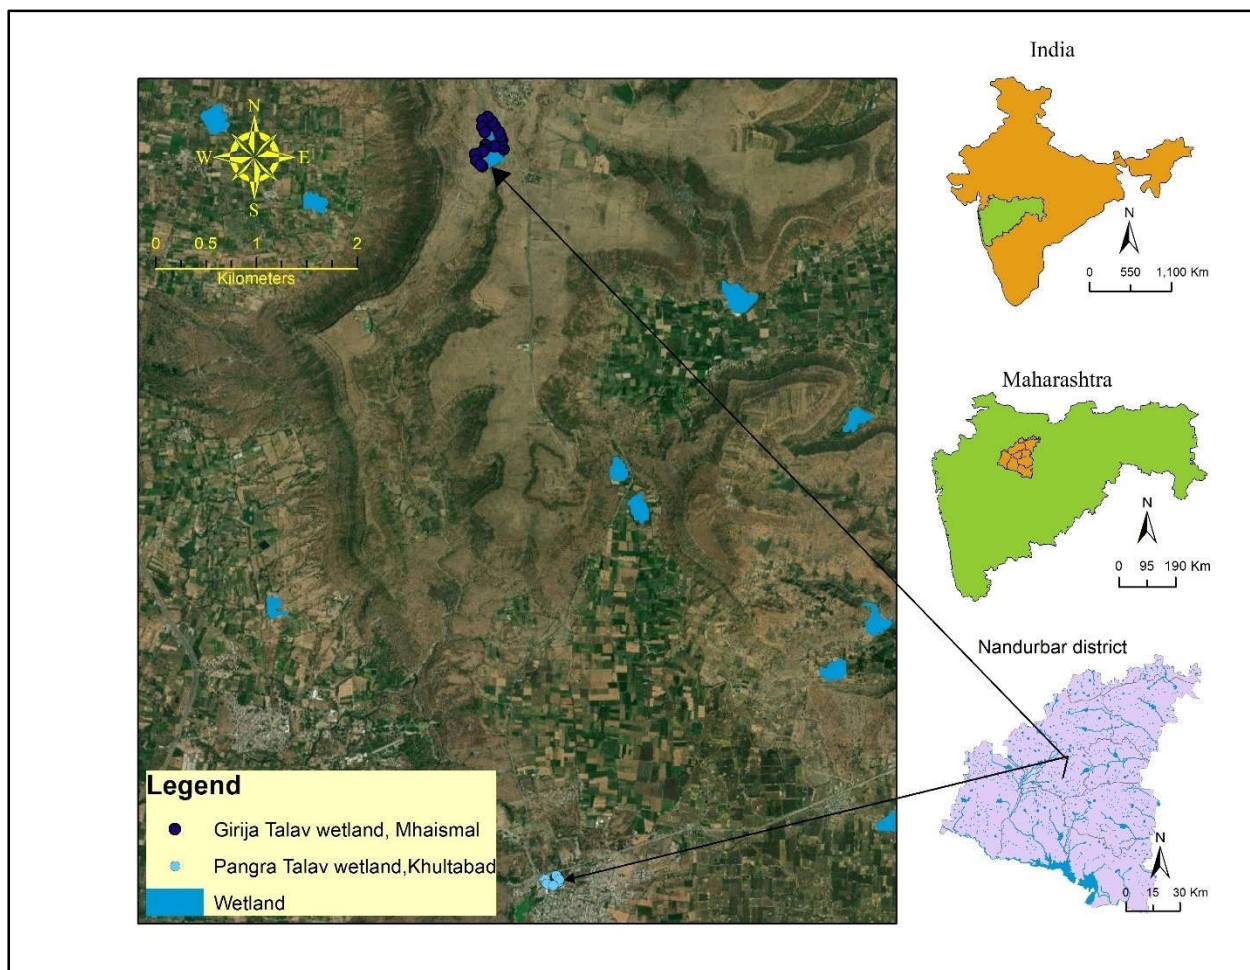 India
N
0 550 1,100 Km
Maharashtra
N
0 95 190 Km
Nandurbar district
N
0 15 30 Km
N
W E
S
0 0.5 1 2
Kilometers
Legend
Girija Talav wetland, Mhaismal
Pangra Talav wetland,Khultabad
Wetland